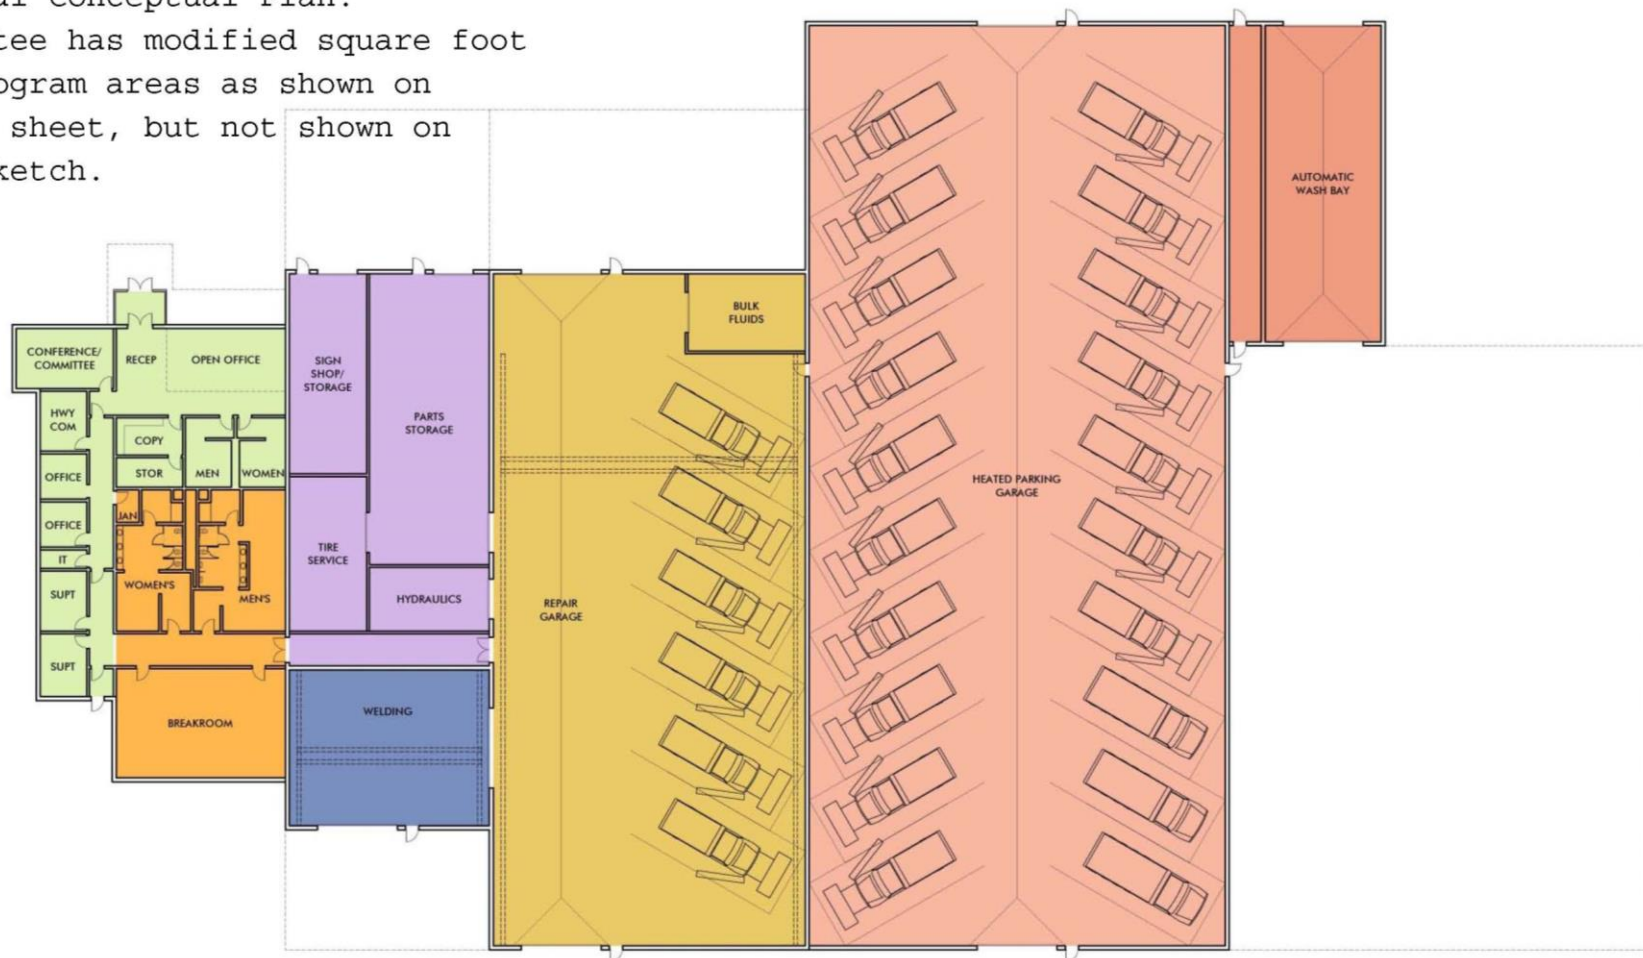 tee has modified square foot
ogram areas as shown on
sheet, but not shown on
ketch.
AUTOMATIC
WASH BAY
BULK
FLUIDS
CONFERENCE/
COMMITTEE
RECEP
OPEN OFFICE
SIGN
SHOP/
STORAGE
PARTS
STORAGE
HWY
COM
COPY
OFFICE
STOR
MEN
WOMEN
HEATED PARKING
GARAGE
JAN
OFFICE
IT
TIRE
SERVICE
WOMEN'S
SUPT
MEN'S
HYDRAULICS
REPAIR
GARAGE
SUPT
WELDING
BREAKROOM